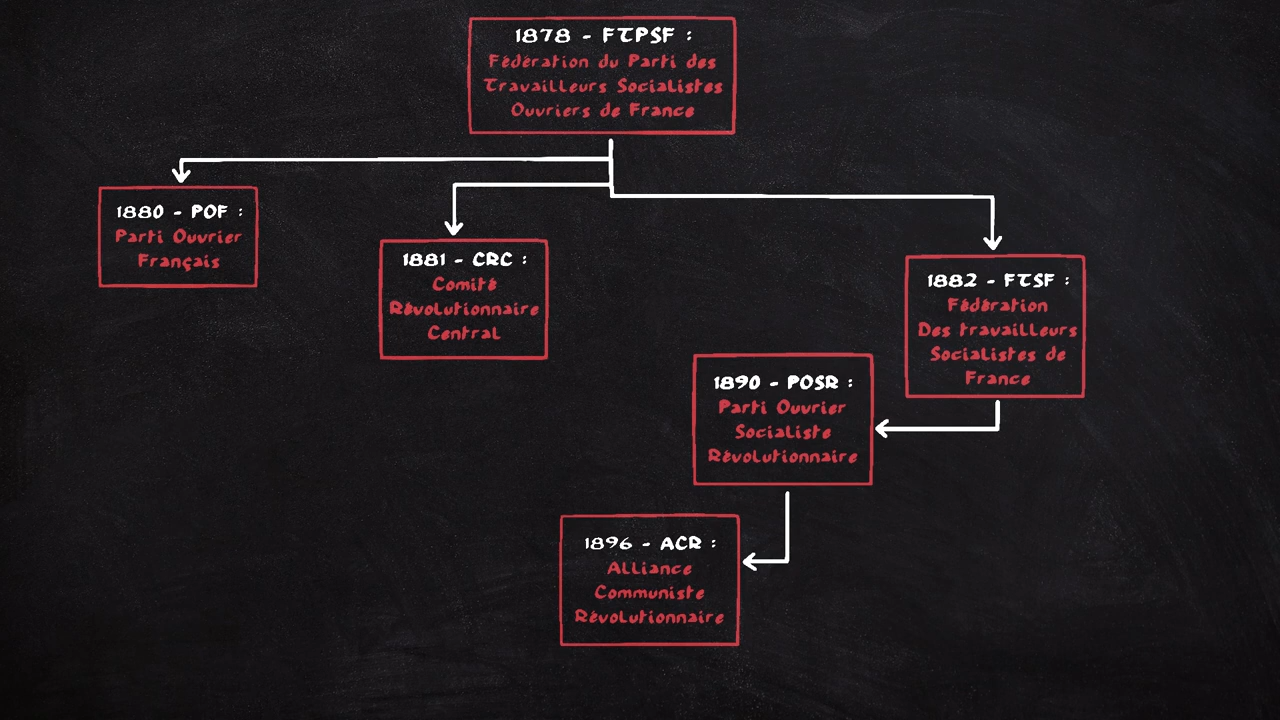 1878 - FTPSF :
Fédération du Parti des
Travailleurs Socialistes
Ouvriers de France
1880 - POF :
Parti Ouvrier
Français
1881 - CRC :
Comité
Révolutionnaire
Central
1882 - FTSF :
Fédération
Des travailleurs
Socialistes de
France
1890 - POSR :
Parti Ouvrier
Socialiste
Révolutionnaire
1896 - ACR :
Alliance
Communiste
Révolutionnaire